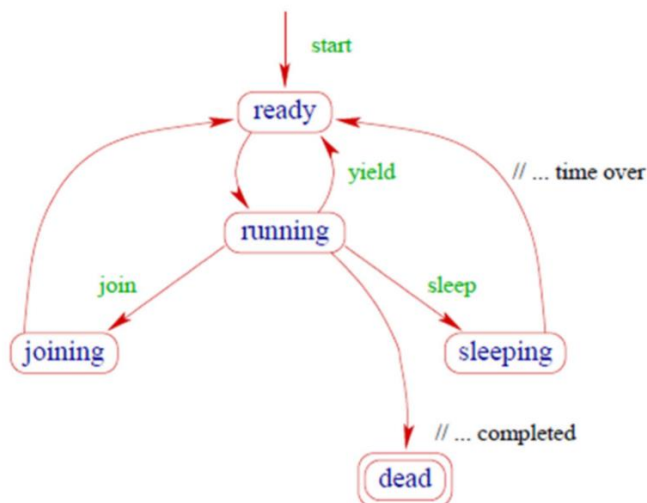 start
ready
yield
// ... time over
running
join
sleep
joining
sleeping
// ... completed
dead